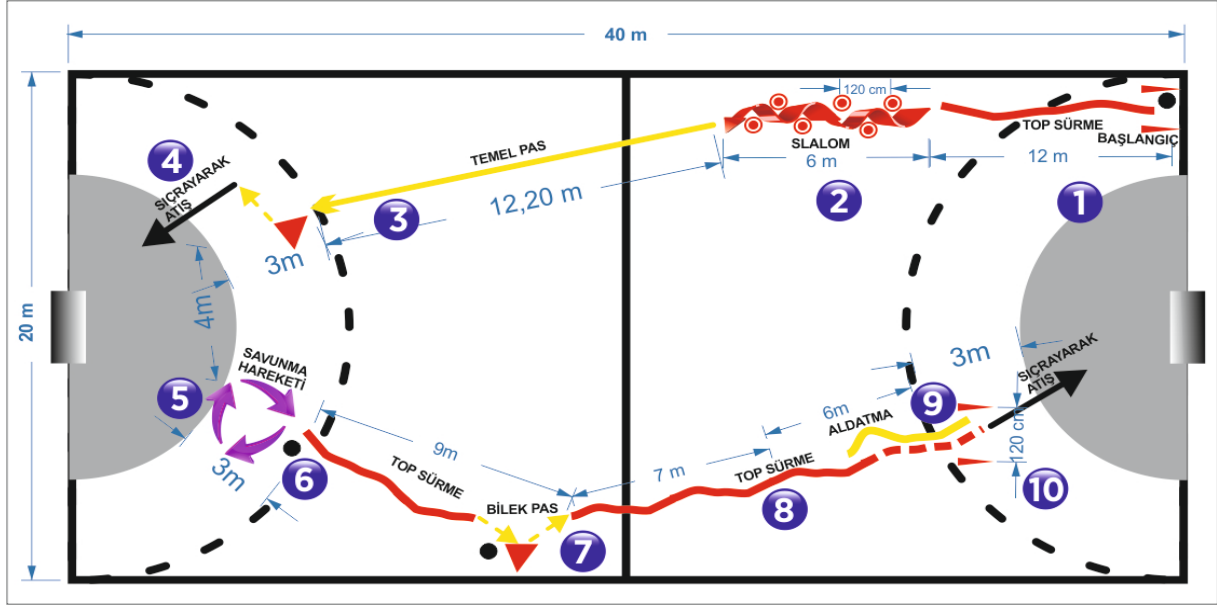 40 m
20 m
120 cm
TOP SÜRME
BAŞLANGIÇ
SLALOM
6 m
12 m
TEMEL PAS
12,20 m
4
SIÇRAYARAK
ATIŞ
3
2
1
3m
4m
SAVUNMA
HAREKETİ
5
3m
6
9m
TOP SÜRME
BİLEK PAS
7
7 m
TOP SÜRME
8
6m
ALDATMA
9
3m
SIÇRAYARAK
ATIŞ
120 cm
10